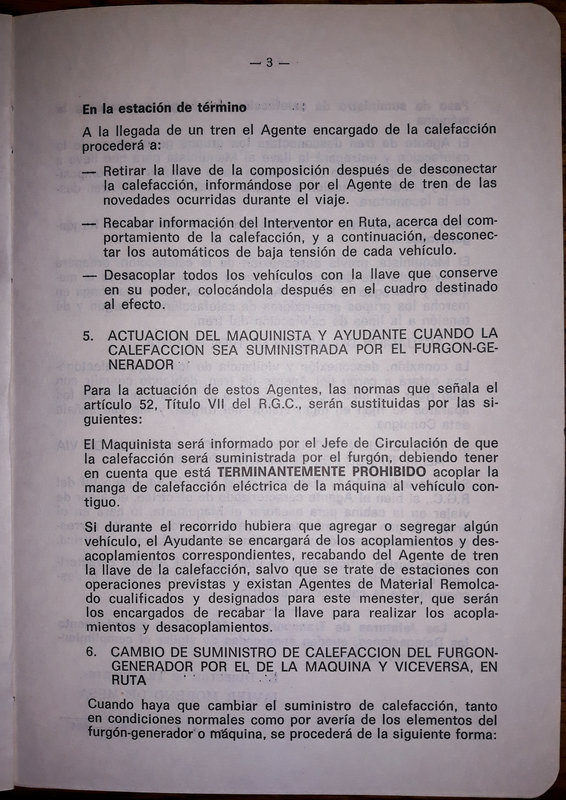 — 3 —
En la estación de término
A la llegada de un tren el Agente encargado de la calefacción
procederá a:
— Retirar la llave de la composición después de desconectar
la calefacción, informándose por el Agente de tren de las
novedades ocurridas durante el viaje.
— Recabar información del Interventor en Ruta, acerca del com-
portamiento de la calefacción, y a continuación, desconec-
tar los automáticos de baja tensión de cada vehículo.
— Desacoplar todos los vehículos con la llave que conserve
en su poder, colocándola después en el cuadro destinado
al efecto.
5. ACTUACION DEL MAQUINISTA Y AYUDANTE CUANDO LA
CALEFACCION SEA SUMINISTRADA POR EL FURGON-GE-
NERADOR
Para la actuación de estos Agentes, las normas que señala el
artículo 52, Título VII del R.G.C., serán sustituidas por las si-
guientes:
El Maquinista será informado por el Jefe de Circulación de que
la calefacción será suministrada por el furgón, debiendo tener
en cuenta que está TERMINANTEMENTE PROHIBIDO acoplar la
manga de calefacción eléctrica de la máquina al vehículo con-
tiguo.
Si durante el recorrido hubiera que agregar o segregar algún
vehículo, el Ayudante se encargará de los acoplamientos y des-
acoplamientos correspondientes, recabando del Agente de tren
la llave de la calefacción, salvo que se trate de estaciones con
operaciones previstas y existan Agentes de Material Remolca-
do cualificados y designados para este menester, que serán
los encargados de recabar la llave para realizar los acopla-
mientos y desacoplamientos.
6. CAMBIO DE SUMINISTRO DE CALEFACCION DEL FURGON-
GENERADOR POR EL DE LA MAQUINA Y VICEVERSA, EN
RUTA
Cuando haya que cambiar el suministro de calefacción, tanto
en condiciones normales como por avería de los elementos del
furgón-generador o máquina, se procederá de la siguiente forma: